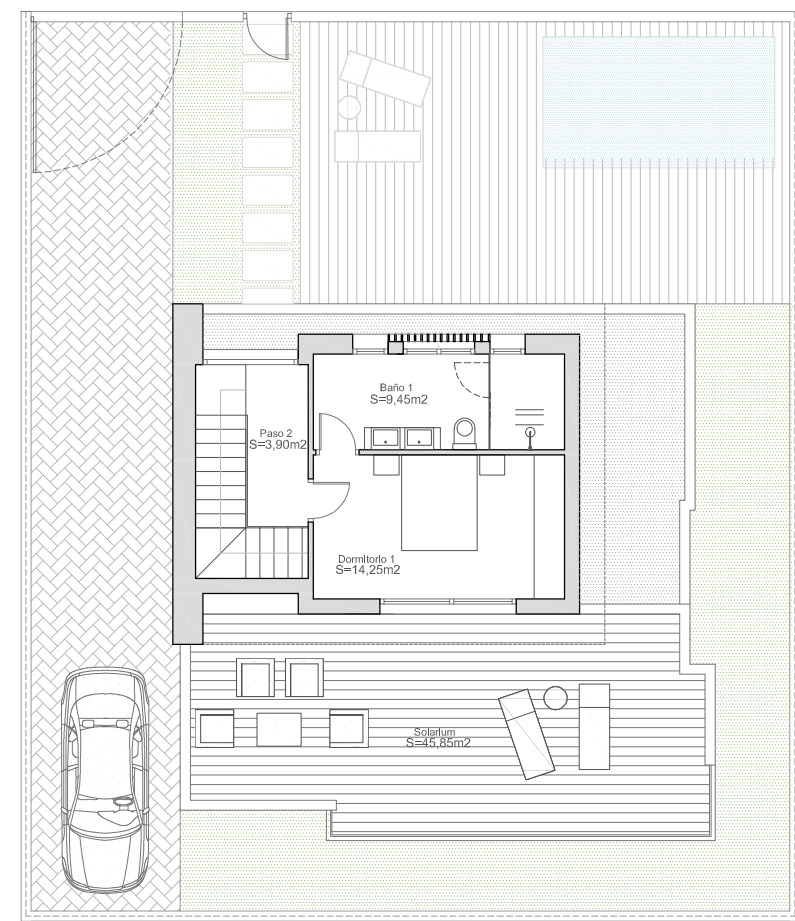 Baño 1
S=9,45m2
Paso 2
S=3,90m2
Dormitorio 1
S=14,25m2
Solarium
S=45,85m2